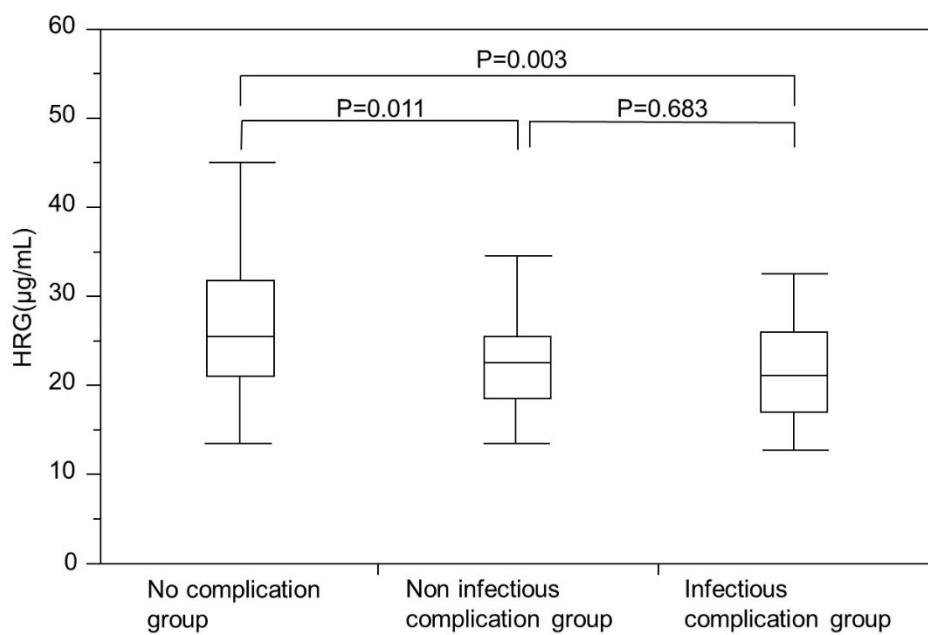 60
P=0.003
P=0.011
P=0.683
50
40
HRG(μg/mL)
30
20
10
0
No complication
group
Non infectious
complication group
Infectious
complication group